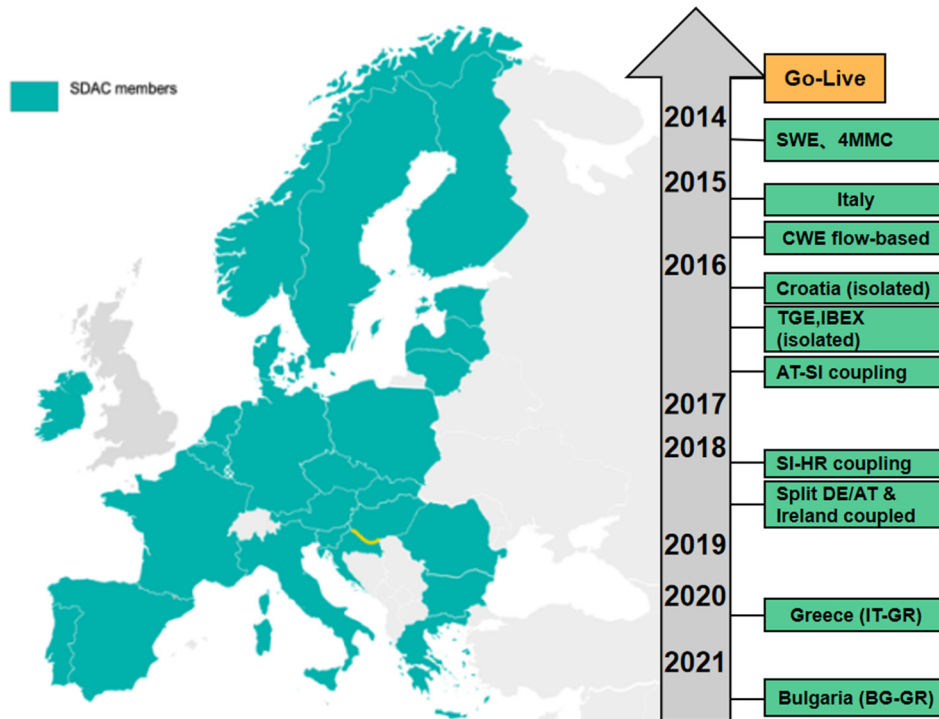 SDAC members
Go-Live
2014
SWE、4MMC
2015
Italy
CWE flow-based
2016
Croatia (isolated)
TGE,IBEX
(isolated)
AT-SI coupling
2017
2018
SI-HR coupling
Split DE/AT &
Ireland coupled
2019
2020
Greece (IT-GR)
2021
Bulgaria (BG-GR)